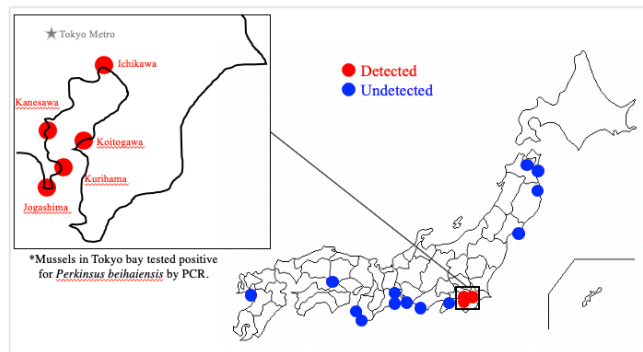 Tokyo Metro
Ichikawa
Kanesawa
Koitogawa
Kurihama
Jogashima
*Mussels in Tokyo bay tested positive
for Perkinsus beihaiensis by PCR.
Detected
Undetected